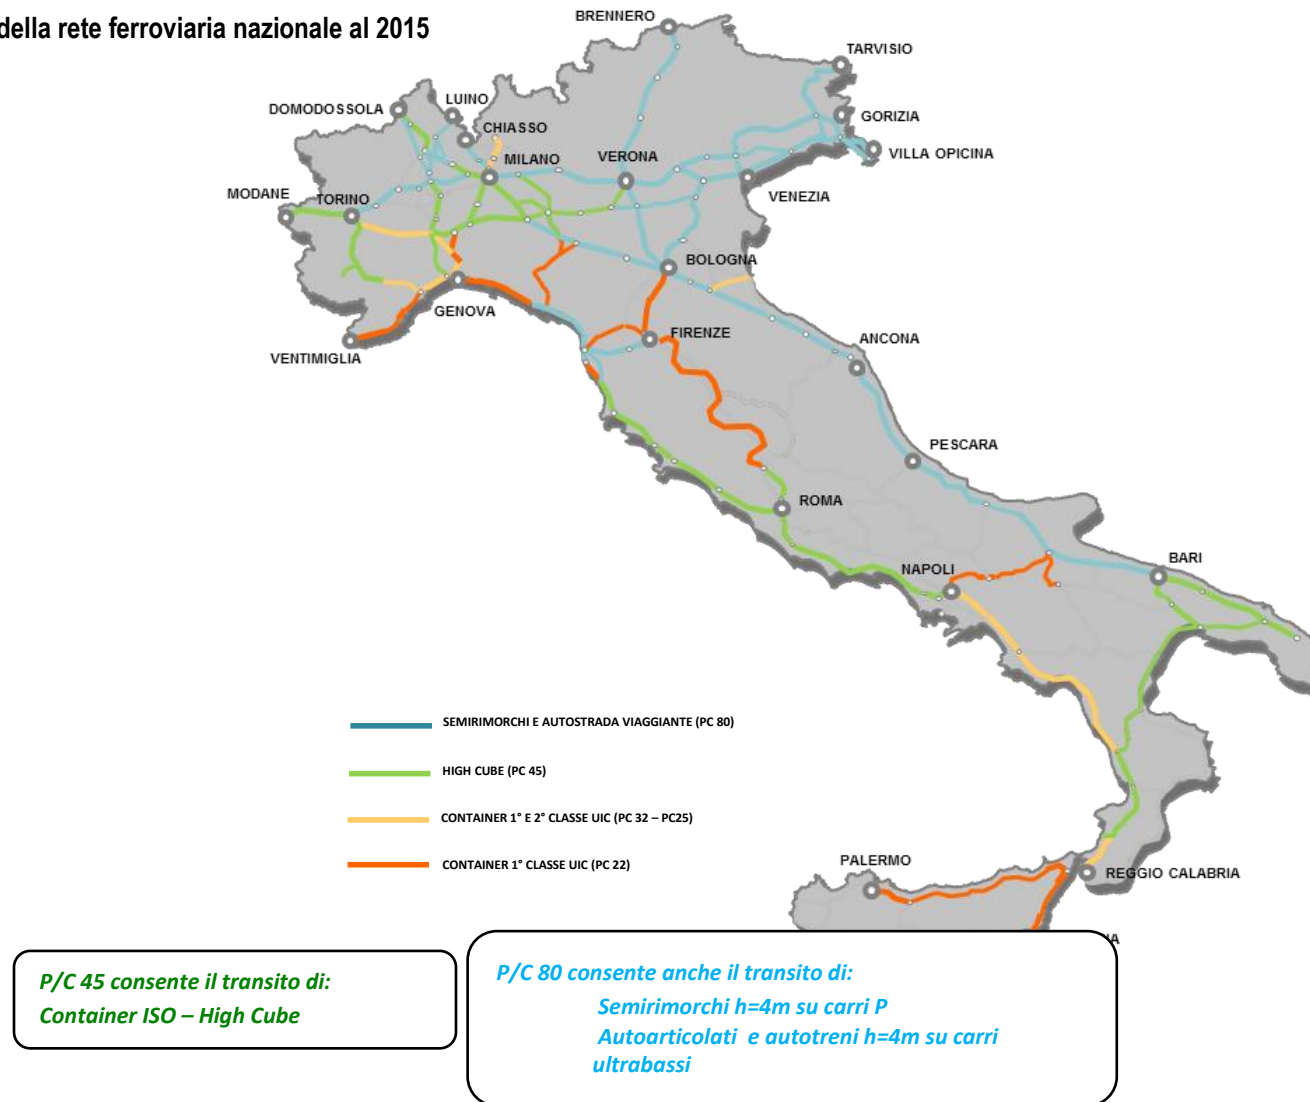 della rete ferroviaria nazionale al 2015
BRENNERO
TARVISIO
LUINO
DOMODOSSOLA
GORIZIA
CHIASSO
VILLA OPICINA
MILANO
VERONA
MODANE
TORINO
VENEZIA
BOLOGNA
GENOVA
FIRENZE
ANCONA
VENTIMIGLIA
PESCARA
ROMA
BARI
NAPOLI
SEMIRIMORCHI E AUTOSTRADA VIAGGIANTE (PC 80)
HIGH CUBE (PC 45)
CONTAINER 1° E 2° CLASSE UIC (PC 32 – PC25)
CONTAINER 1° CLASSE UIC (PC 22)
PALERMO
REGGIO CALABRIA
P/C 45 consente il transito di:
Container ISO – High Cube
P/C 80 consente anche il transito di:
Semirimorchi h=4m su carri P
Autoarticolati e autotreni h=4m su carri
ultrabassi